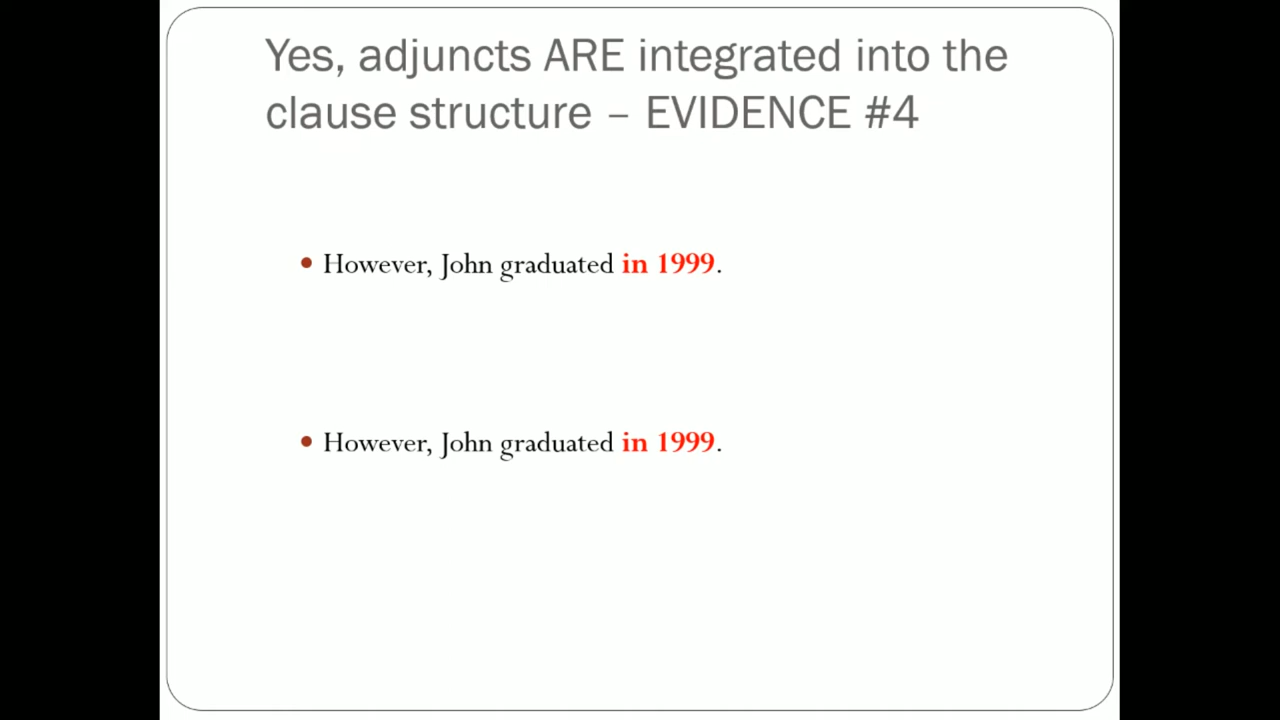 Yes, adjuncts ARE integrated into the
clause structure – EVIDENCE #4
• However, John graduated in 1999.
• However, John graduated in 1999.